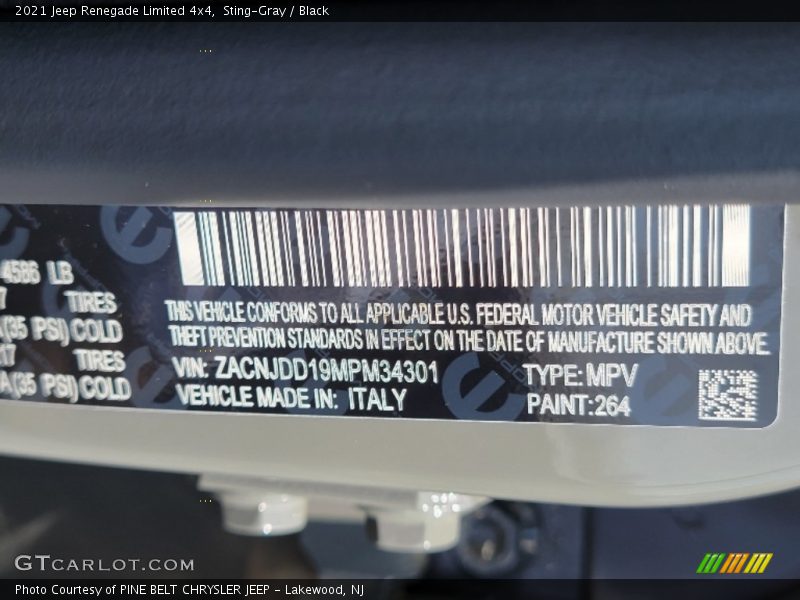 2021 Jeep Renegade Limited 4x4, Sting-Gray / Black
4586 LB
7 TIRES
(35 PSI) COLD
17 TIRES
A(35 PSI) COLD
THIS VEHICLE CONFORMS TO ALL APPLICABLE U.S. FEDERAL MOTOR VEHICLE SAFETY AND
THEFT PREVENTION STANDARDS IN EFFECT ON THE DATE OF MANUFACTURE SHOWN ABOVE.
VIN: ZACNJDD19MPM34301 TYPE: MPV
VEHICLE MADE IN: ITALY PAINT:264
GTCARLOT.COM
Photo Courtesy of PINE BELT CHRYSLER JEEP - Lakewood, NJ